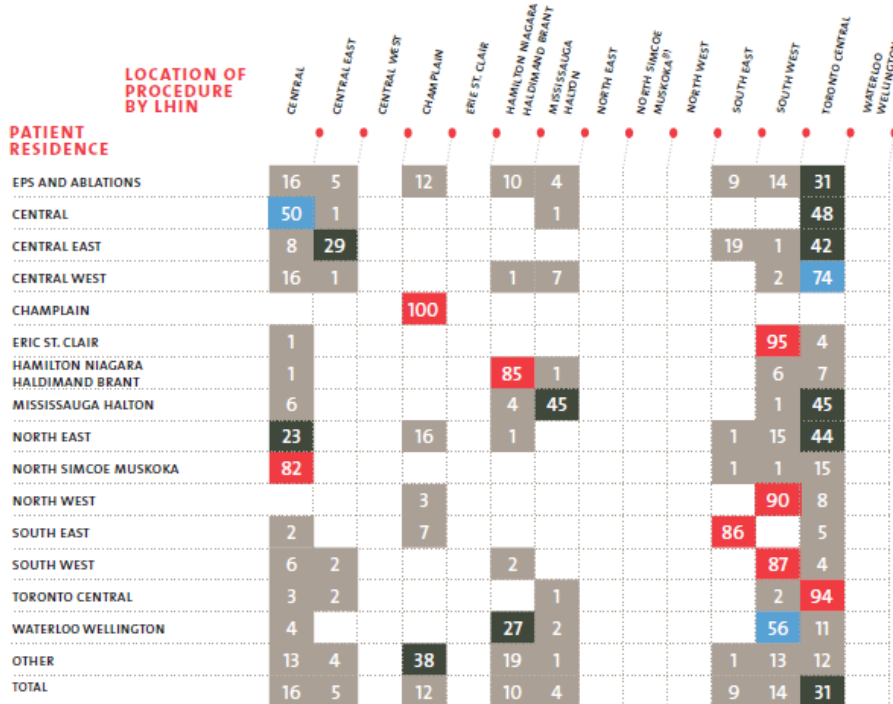 LOCATION OF
PROCEDURE
BY LHIN
CENTRAL
CENTRAL EAST
CENTRAL WEST
CHAMPLAIN
ERIE ST. CLAIR
HAMILTON NIAGARA
HALDIMAND BRANT
MISSISSAUGA
HALTON
NORTH EAST
NORTH SIMCOE
MUSKOKA
NORTH WEST
SOUTH EAST
SOUTH WEST
TORONTO CENTRAL
WATERLOO
WELLINGTON
PATIENT
RESIDENCE
EPS AND ABLATIONS 16 5 12 10 4 9 14 31
CENTRAL 50 1 1 48
CENTRAL EAST 8 29 19 1 42
CENTRAL WEST 16 1 1 7 2 74
CHAMPLAIN 100
ERIC ST. CLAIR 1 95 4
HAMILTON NIAGARA
HALDIMAND BRANT 1 85 1 6 7
MISSISSAUGA HALTON 6 4 45 1 45
NORTH EAST 23 16 1 1 15 44
NORTH SIMCOE MUSKOKA 82 1 1 15
NORTH WEST 3 90 8
SOUTH EAST 2 7 86 5
SOUTH WEST 6 2 2 87 4
TORONTO CENTRAL 3 2 1 2 94
WATERLOO WELLINGTON 4 27 2 56 11
OTHER 13 4 38 19 1 1 13 12
TOTAL 16 5 12 10 4 9 14 31